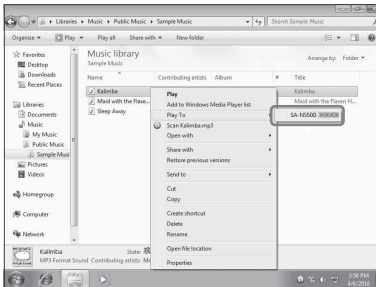 Libraries ▸ Music ▸ Public Music ▸ Sample Music
Search Sample Music
Organize ▾ Play ▾ Play all Share with ▾ New folder
Favorites
Desktop
Downloads
Recent Places
Libraries
Documents
Music
My Music
Public Music
Sample Musi
Pictures
Videos
Homegroup
Computer
Network
Music library
Sample Music
Arrange by: Folder ▾
Name Contributing artists Album # Title
Kalimba
Maid with the Flaxe...
Sleep Away
Kalimba
Maid with the Flaxen H...
Play
Add to Windows Media Player list
Play To
Scan Kalimba.mp3
Open with
Share with
Restore previous versions
Send to
Cut
Copy
Create shortcut
Delete
Rename
Open file location
Properties
SA-NS500
Kalimba State:
MP3 Format Sound Contributing artists: Mr
3:56 PM
4/6/2010